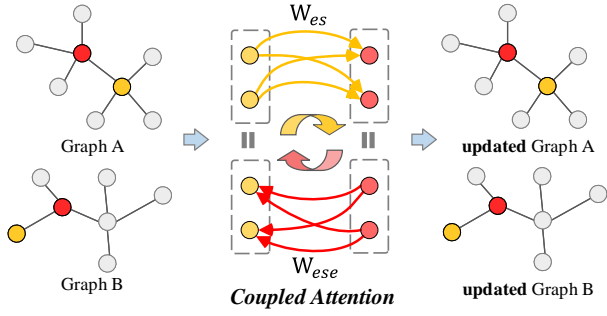 W_es
Graph A
updated Graph A
Graph B
W_ese
updated Graph B
Coupled Attention